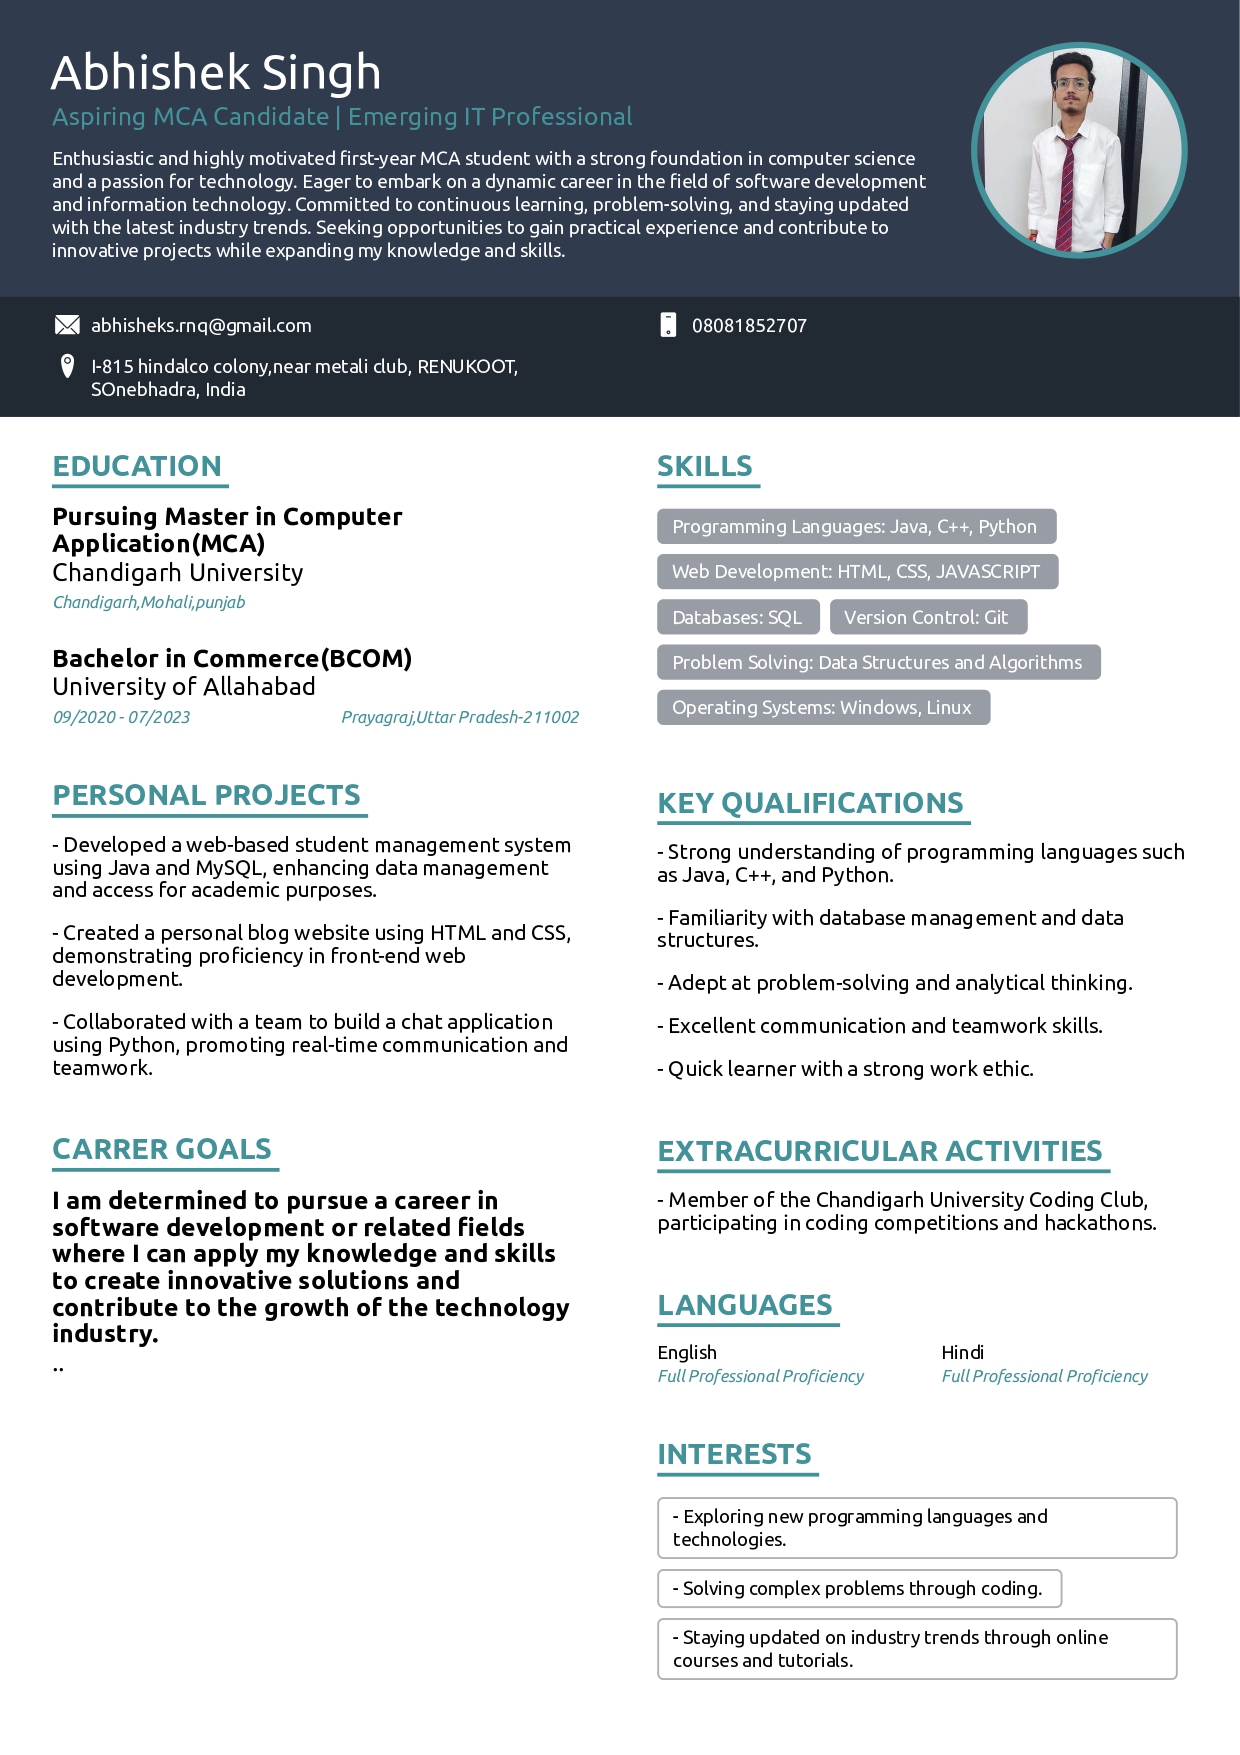 Abhishek Singh
Aspiring MCA Candidate | Emerging IT Professional
Enthusiastic and highly motivated first-year MCA student with a strong foundation in computer science
and a passion for technology. Eager to embark on a dynamic career in the field of software development
and information technology. Committed to continuous learning, problem-solving, and staying updated
with the latest industry trends. Seeking opportunities to gain practical experience and contribute to
innovative projects while expanding my knowledge and skills.
abhisheks.rnq@gmail.com
08081852707
I-815 hindalco colony,near metali club, RENUKOOT,
SOnebhadra, India
EDUCATION
Pursuing Master in Computer
Application(MCA)
Chandigarh University
Chandigarh,Mohali,punjab
Bachelor in Commerce(BCOM)
University of Allahabad
09/2020 - 07/2023 Prayagraj,Uttar Pradesh-211002
PERSONAL PROJECTS
- Developed a web-based student management system
using Java and MySQL, enhancing data management
and access for academic purposes.
- Created a personal blog website using HTML and CSS,
demonstrating proficiency in front-end web
development.
- Collaborated with a team to build a chat application
using Python, promoting real-time communication and
teamwork.
CARRER GOALS
I am determined to pursue a career in
software development or related fields
where I can apply my knowledge and skills
to create innovative solutions and
contribute to the growth of the technology
industry.
..
SKILLS
Programming Languages: Java, C++, Python
Web Development: HTML, CSS, JAVASCRIPT
Databases: SQL Version Control: Git
Problem Solving: Data Structures and Algorithms
Operating Systems: Windows, Linux
KEY QUALIFICATIONS
- Strong understanding of programming languages such
as Java, C++, and Python.
- Familiarity with database management and data
structures.
- Adept at problem-solving and analytical thinking.
- Excellent communication and teamwork skills.
- Quick learner with a strong work ethic.
EXTRACURRICULAR ACTIVITIES
- Member of the Chandigarh University Coding Club,
participating in coding competitions and hackathons.
LANGUAGES
English Hindi
Full Professional Proficiency Full Professional Proficiency
INTERESTS
- Exploring new programming languages and
technologies.
- Solving complex problems through coding.
- Staying updated on industry trends through online
courses and tutorials.